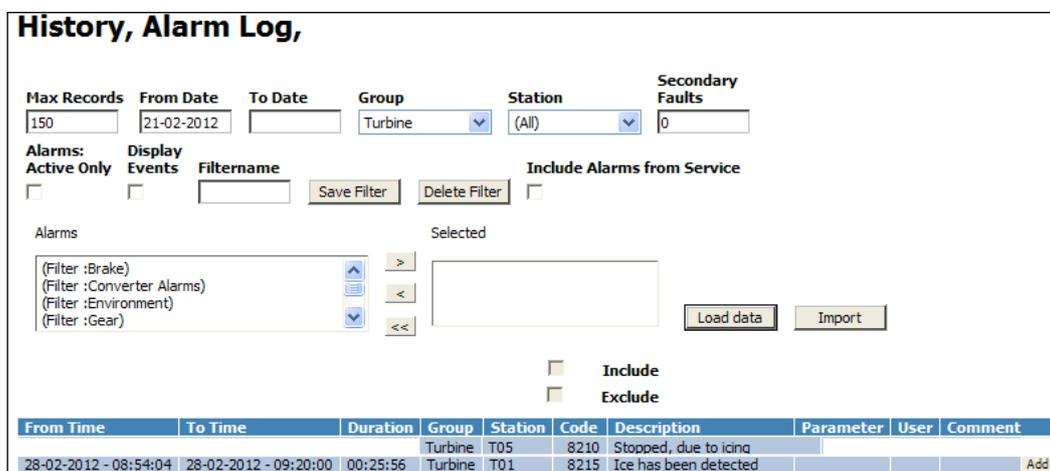 History, Alarm Log,
Secondary
Max Records From Date To Date Group Station Faults
150 21-02-2012 Turbine (All) 0
Alarms: Display
Active Only Events Filtername Include Alarms from Service
Save Filter Delete Filter
Alarms Selected
(Filter :Brake)
(Filter :Converter Alarms)
(Filter :Environment)
(Filter :Gear)
>
<
<<
Load data Import
Include
Exclude
From Time To Time Duration Group Station Code Description Parameter User Comment
Turbine T05 8210 Stopped, due to icing
28-02-2012 - 08:54:04 28-02-2012 - 09:20:00 00:25:56 Turbine T01 8215 Ice has been detected Add